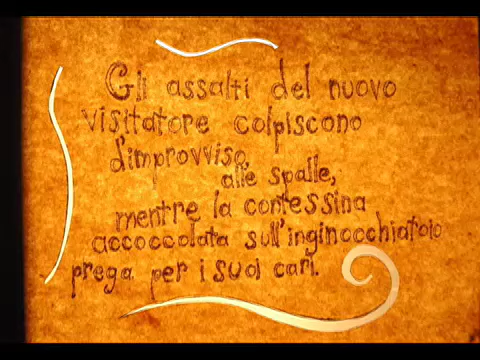 Gli assalti del nuovo
visitatore colpiscono
d'improvviso,
alle spalle,
mentre la contessina
accoccolata sull'inginocchiatoio
prega per i suoi cari.